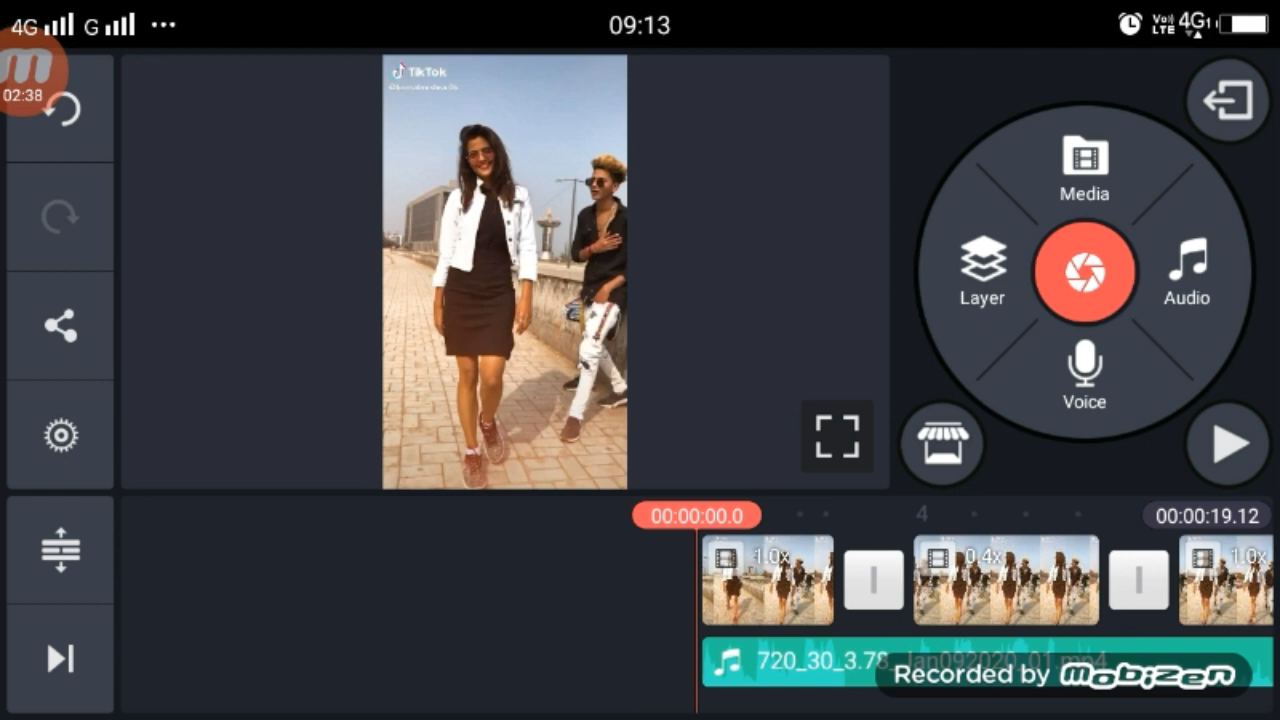 4G G ... 09:13 VoLTE 4G
02:38
TikTok
Media
Layer
Audio
Voice
00:00:00.0
4
00:00:19.12
1.0x
0.4x
1.0x
720_30_3.78_Jan092020_01.mp4
Recorded by mobizen